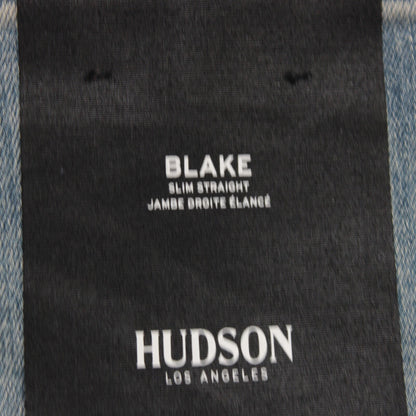 BLAKE
SLIM STRAIGHT
JAMBE DROITE ÉLANCÉ
HUDSON
LOS ANGELES